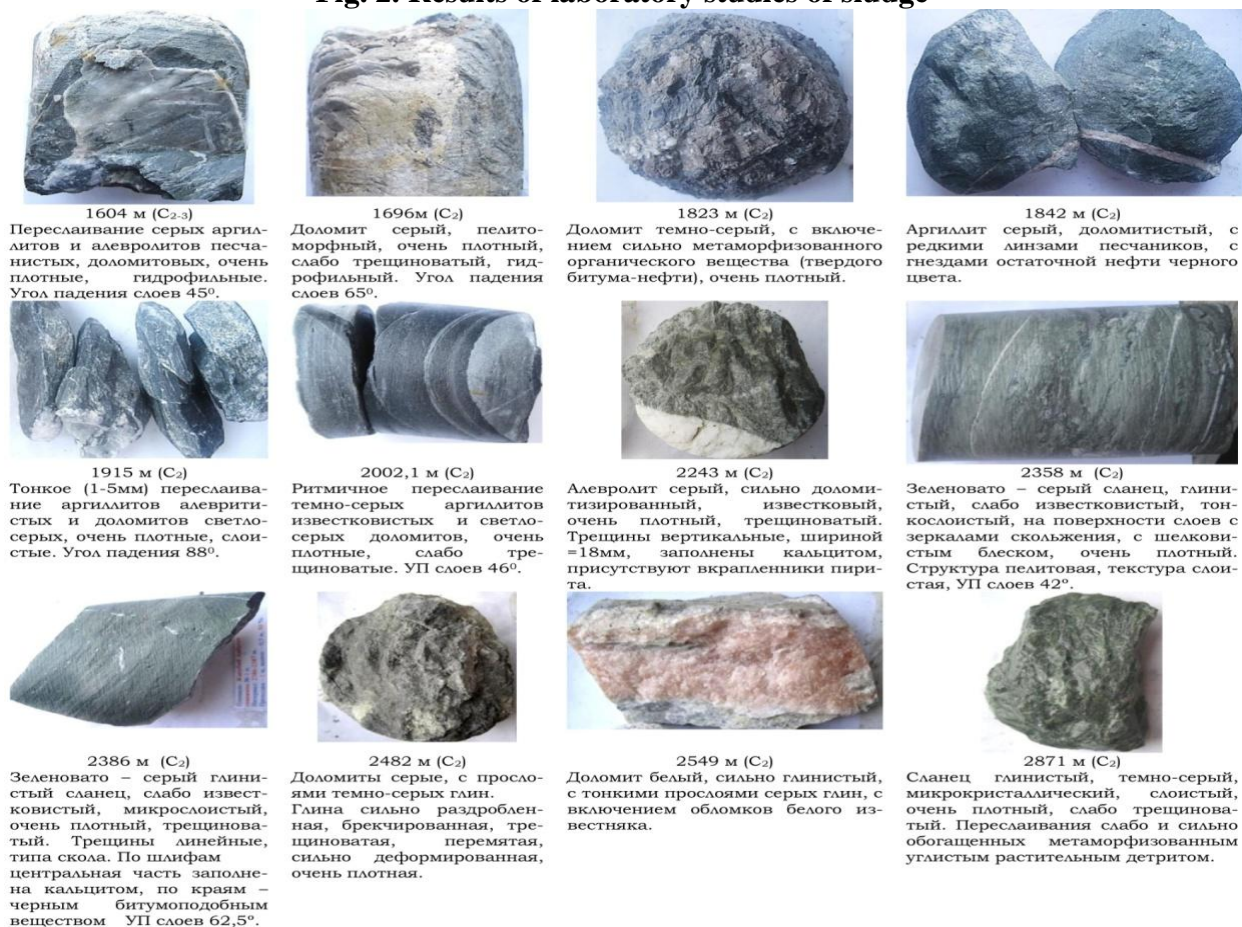 Fig. 2. Results of laboratory studies of sludge
1604 м (C₂₋₃)
Переслаивание серых аргил-
литов и алевролитов песча-
нистых, доломитовых, очень
плотные, гидрофильные.
Угол падения слоев 45⁰.
1696м (C₂)
Доломит серый, пелито-
морфный, очень плотный,
слабо трещиноватый, гид-
рофильный. Угол падения
слоев 65⁰.
1823 м (C₂)
Доломит темно-серый, с включе-
нием сильно метаморфизованного
органического вещества (твердого
битума-нефти), очень плотный.
1842 м (C₂)
Аргиллит серый, доломитистый, с
редкими линзами песчаников, с
гнездами остаточной нефти черного
цвета.
1915 м (C₂)
Тонкое (1-5мм) переслаива-
ние аргиллитов алеврити-
стых и доломитов светло-
серых, очень плотные, слои-
стые. Угол падения 88⁰.
2002,1 м (C₂)
Ритмичное переслаивание
темно-серых аргиллитов
известковистых и светло-
серых доломитов, очень
плотные, слабо тре-
щиноватые. УП слоев 46⁰.
2243 м (C₂)
Алевролит серый, сильно доломи-
тизированный, известковый,
очень плотный, трещиноватый.
Трещины вертикальные, шириной
=18мм, заполнены кальцитом,
присутствуют вкрапленники пири-
та.
2358 м (C₂)
Зеленовато – серый сланец, глини-
стый, слабо известковистый, тон-
кослоистый, на поверхности слоев с
зеркалами скольжения, с шелкови-
стым блеском, очень плотный.
Структура пелитовая, текстура слои-
стая, УП слоев 42°.
2386 м (C₂)
Зеленовато – серый глини-
стый сланец, слабо извест-
ковистый, микрослоистый,
очень плотный, трещинова-
тый. Трещины линейные,
типа скола. По шлифам
центральная часть заполне-
на кальцитом, по краям –
черным битумоподобным
веществом УП слоев 62,5°.
2482 м (C₂)
Доломиты серые, с просло-
ями темно-серых глин.
Глина сильно раздроблен-
ная, брекчированная, тре-
щиноватая, перемятая,
сильно деформированная,
очень плотная.
2549 м (C₂)
Доломит белый, сильно глинистый,
с тонкими прослоями серых глин, с
включением обломков белого из-
вестняка.
2871 м (C₂)
Сланец глинистый, темно-серый,
микрокристаллический, слоистый,
очень плотный, слабо трещинова-
тый. Переслаивания слабо и сильно
обогащенных метаморфизованным
углистым растительным детритом.